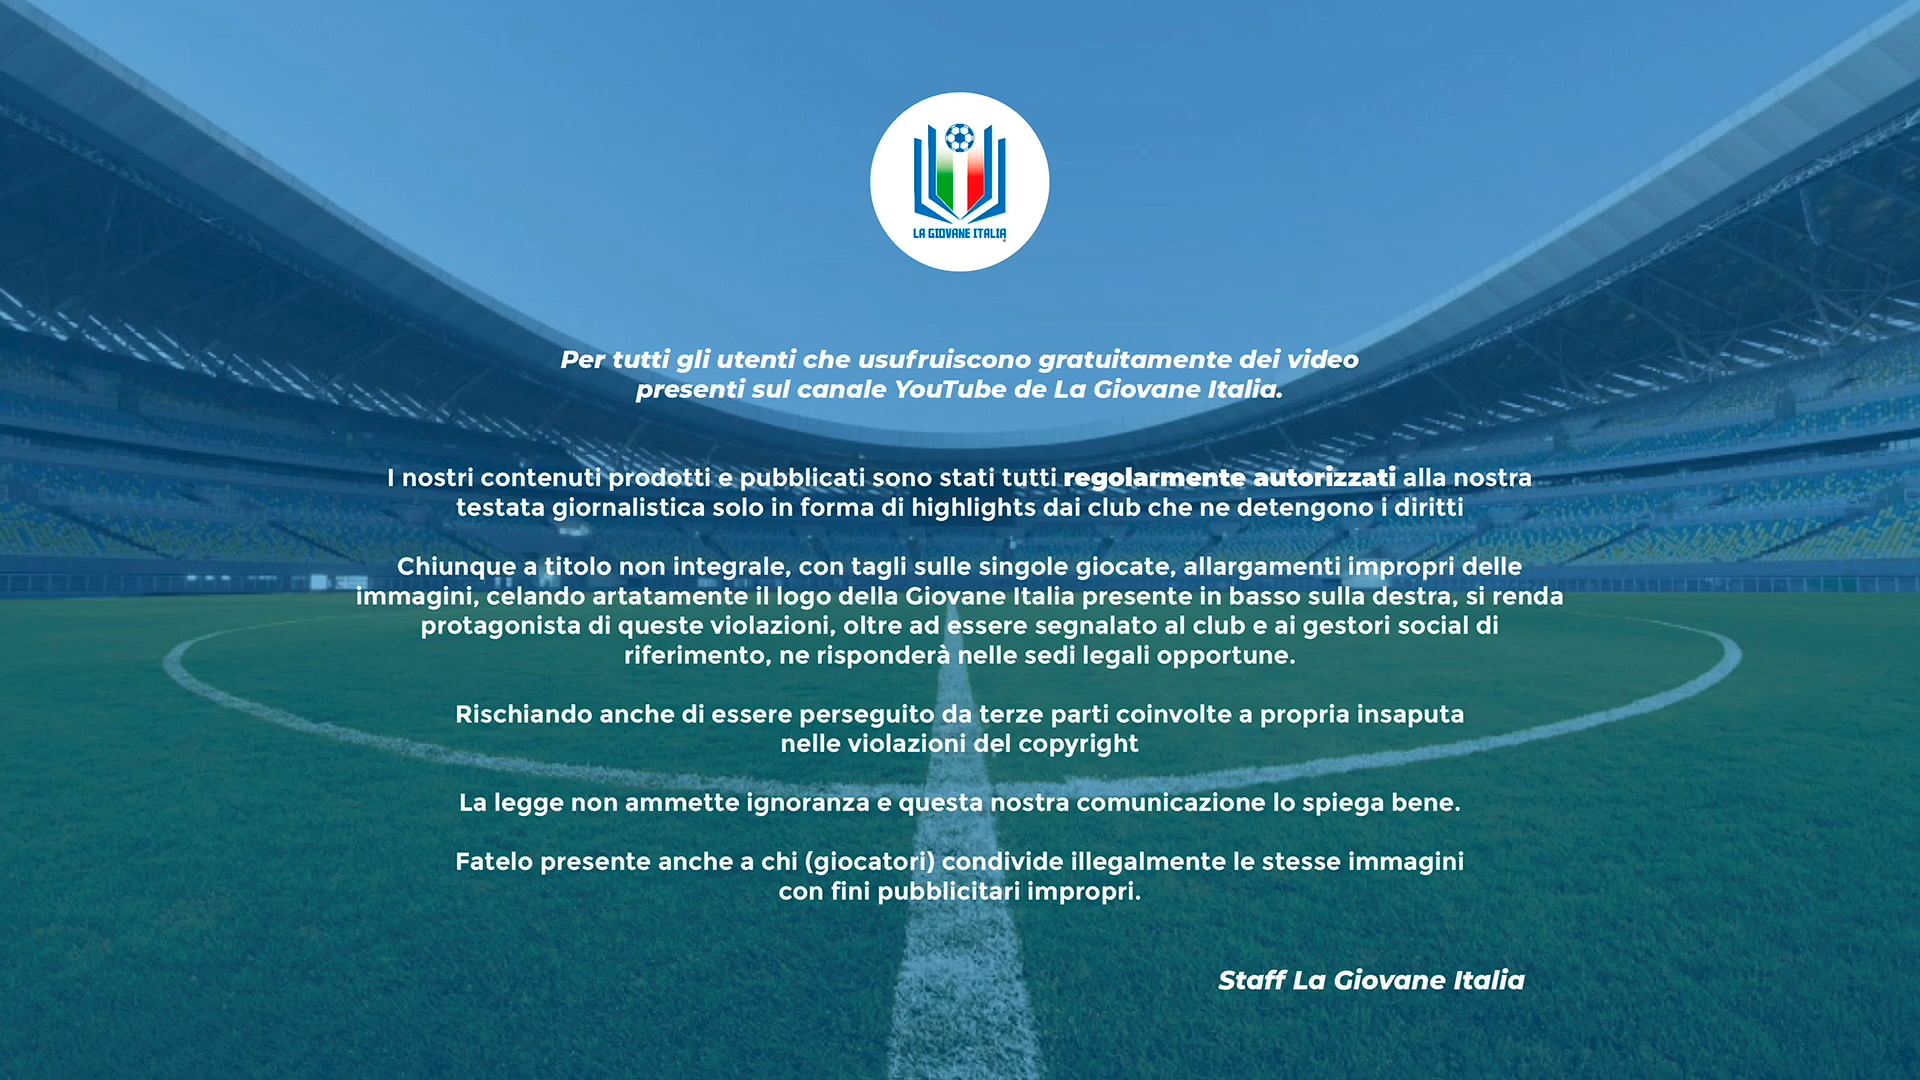 LA GIOVANE ITALIA
Per tutti gli utenti che usufruiscono gratuitamente dei video
presenti sul canale YouTube de La Giovane Italia.
I nostri contenuti prodotti e pubblicati sono stati tutti regolarmente autorizzati alla nostra
testata giornalistica solo in forma di highlights dai club che ne detengono i diritti
Chiunque a titolo non integrale, con tagli sulle singole giocate, allargamenti impropri delle
immagini, celando artatamente il logo della Giovane Italia presente in basso sulla destra, si renda
protagonista di queste violazioni, oltre ad essere segnalato al club e ai gestori social di
riferimento, ne risponderà nelle sedi legali opportune.
Rischiando anche di essere perseguito da terze parti coinvolte a propria insaputa
nelle violazioni del copyright
La legge non ammette ignoranza e questa nostra comunicazione lo spiega bene.
Fatelo presente anche a chi (giocatori) condivide illegalmente le stesse immagini
con fini pubblicitari impropri.
Staff La Giovane Italia